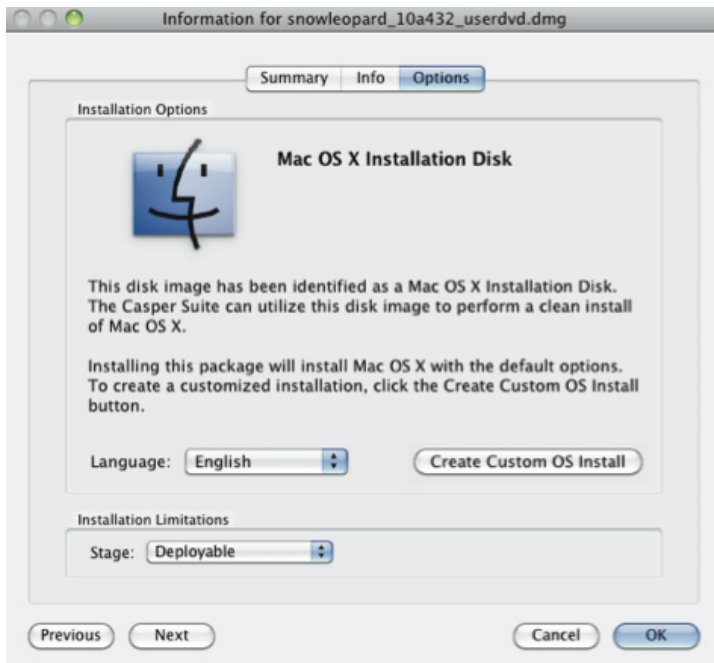 Information for snowleopard_10a432_userdvd.dmg
Summary Info Options
Installation Options
Mac OS X Installation Disk
This disk image has been identified as a Mac OS X Installation Disk.
The Casper Suite can utilize this disk image to perform a clean install
of Mac OS X.
Installing this package will install Mac OS X with the default options.
To create a customized installation, click the Create Custom OS Install
button.
Language: English Create Custom OS Install
Installation Limitations
Stage: Deployable
Previous Next Cancel OK